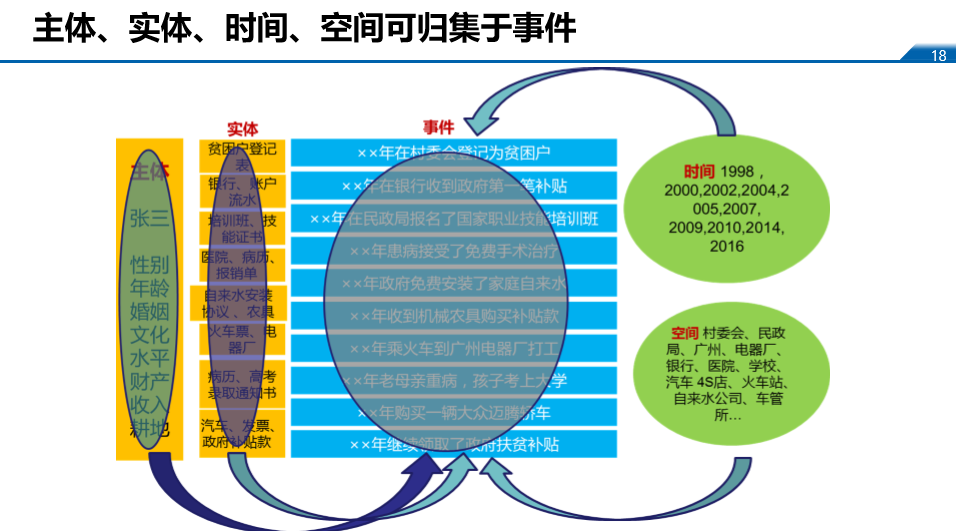 主体、实体、时间、空间可归集于事件
18
主体
张三
性别
年龄
婚姻
文化
水平
财产
收入
耕地
实体
贫困户登记
表
银行、账户
流水
培训班、技
能证书
医院、病历、
报销单
自来水安装
协议 、农具
火车票、电
器厂
病历、高考
录取通知书
汽车、发票、
政府补贴款
事件
××年在村委会登记为贫困户
××年在银行收到政府第一笔补贴
××年在民政局报名了国家职业技能培训班
××年患病接受了免费手术治疗
××年政府免费安装了家庭自来水
××年收到机械农具购买补贴款
××年乘火车到广州电器厂打工
××年老母亲重病，孩子考上大学
××年购买一辆大众迈腾轿车
××年继续领取了政府扶贫补贴
时间 1998，
2000,2002,2004,2
005,2007,
2009,2010,2014,
2016
空间 村委会、民政
局、广州、电器厂、
银行、医院、学校、
汽车 4S店、火车站、
自来水公司、车管
所…